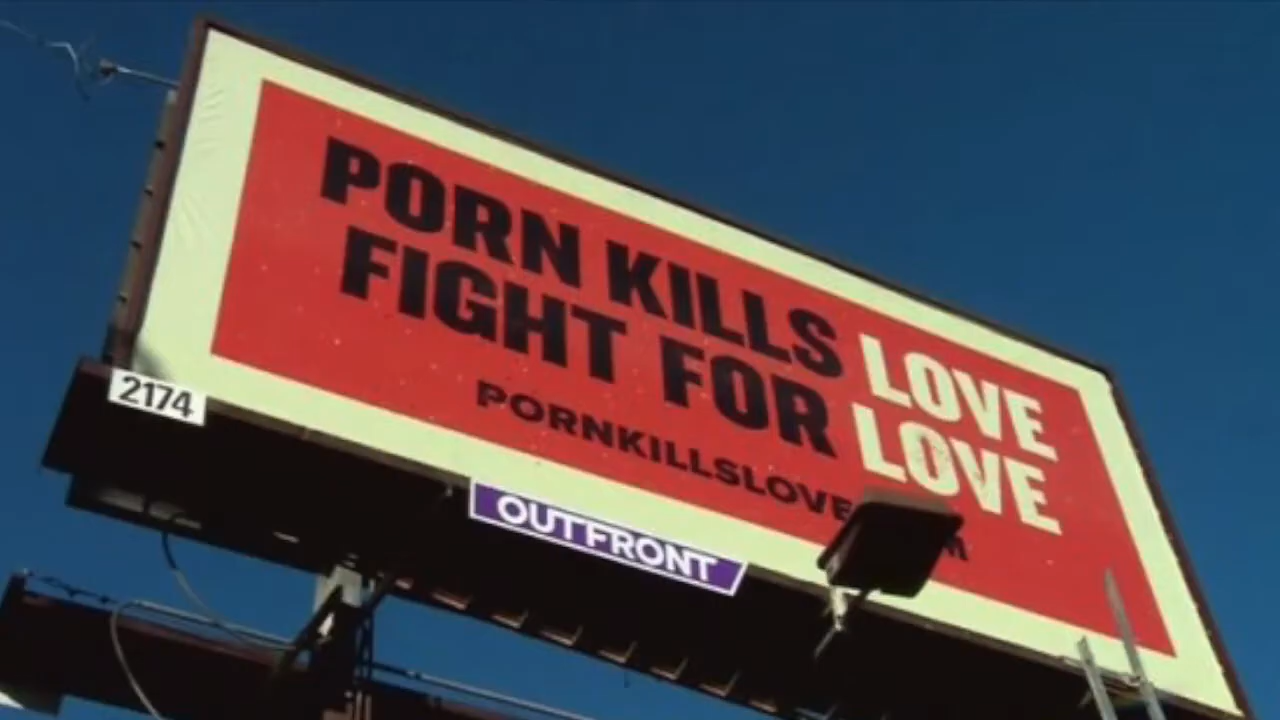 PORN KILLS LOVE
FIGHT FOR LOVE
PORNKILLSLOVE
2174
OUTFRONT